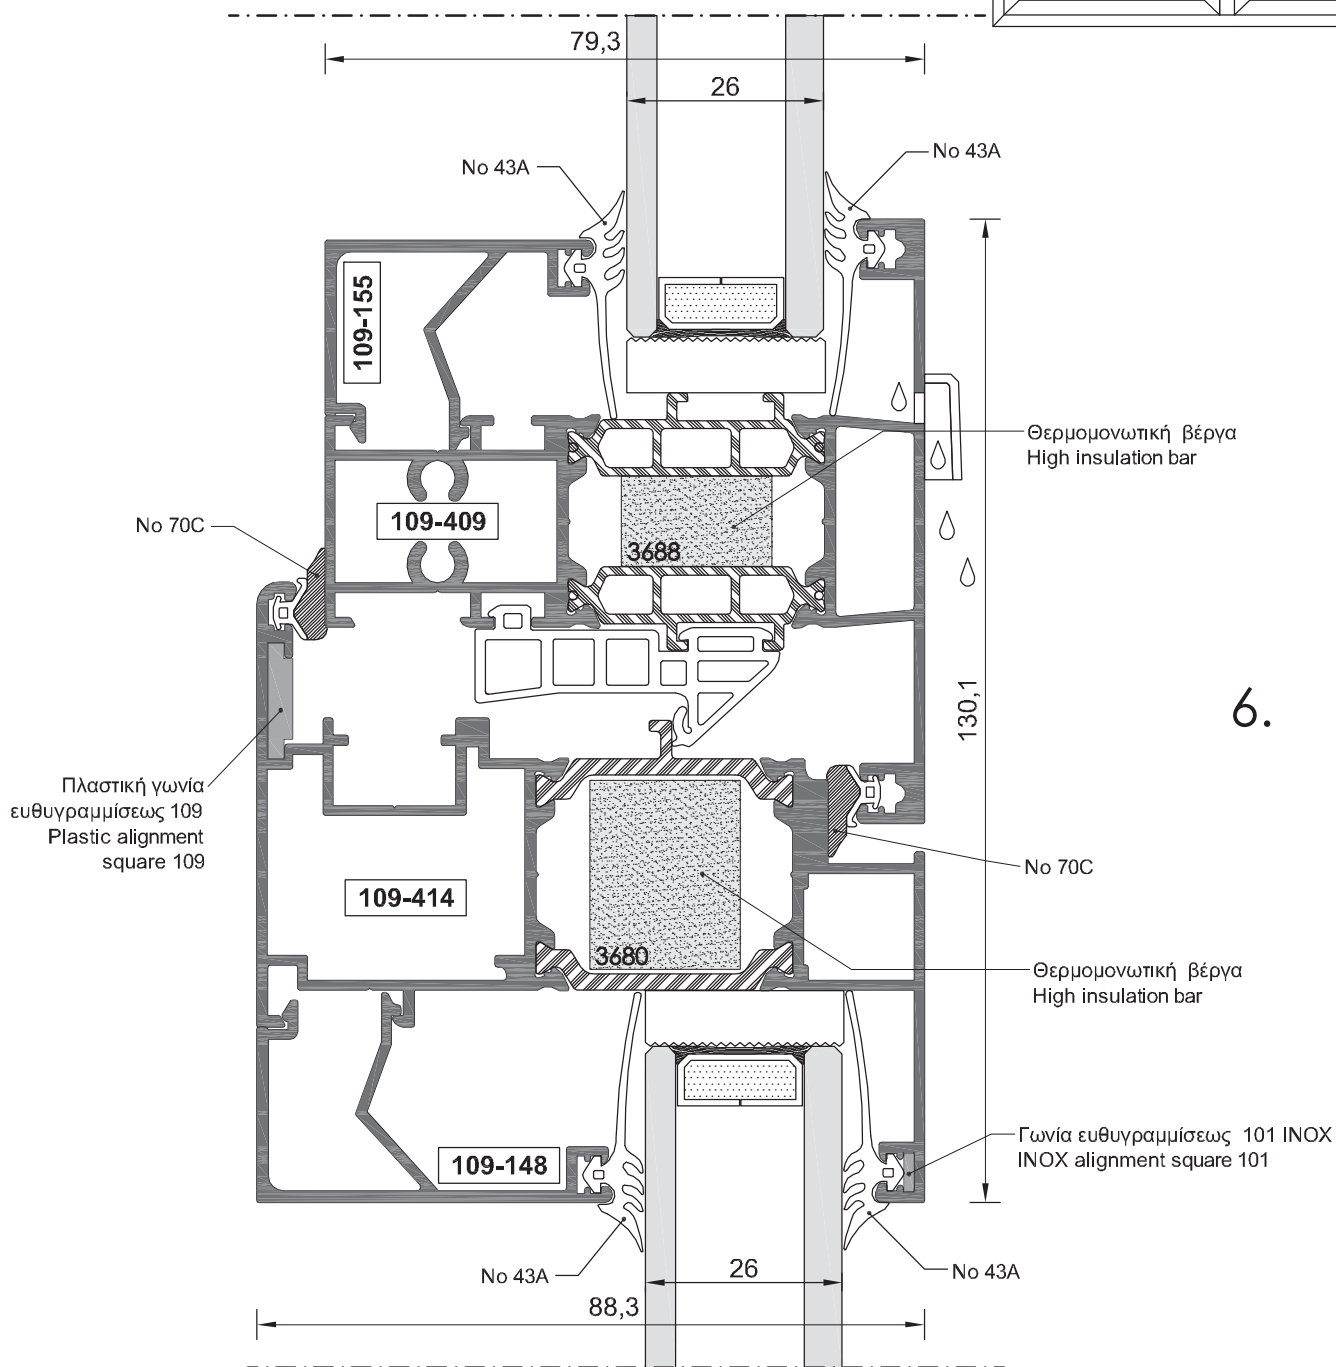 79,3
26
No 43A
No 43A
109-155
Θερμομονωτική βέργα
High insulation bar
109-409
No 70C
3688
130,1
6.
Πλαστική γωνία
ευθυγραμμίσεως 109
Plastic alignment
square 109
No 70C
109-414
3680
Θερμομονωτική βέργα
High insulation bar
Γωνία ευθυγραμμίσεως 101 INOX
INOX alignment square 101
109-148
No 43A
26
No 43A
88,3